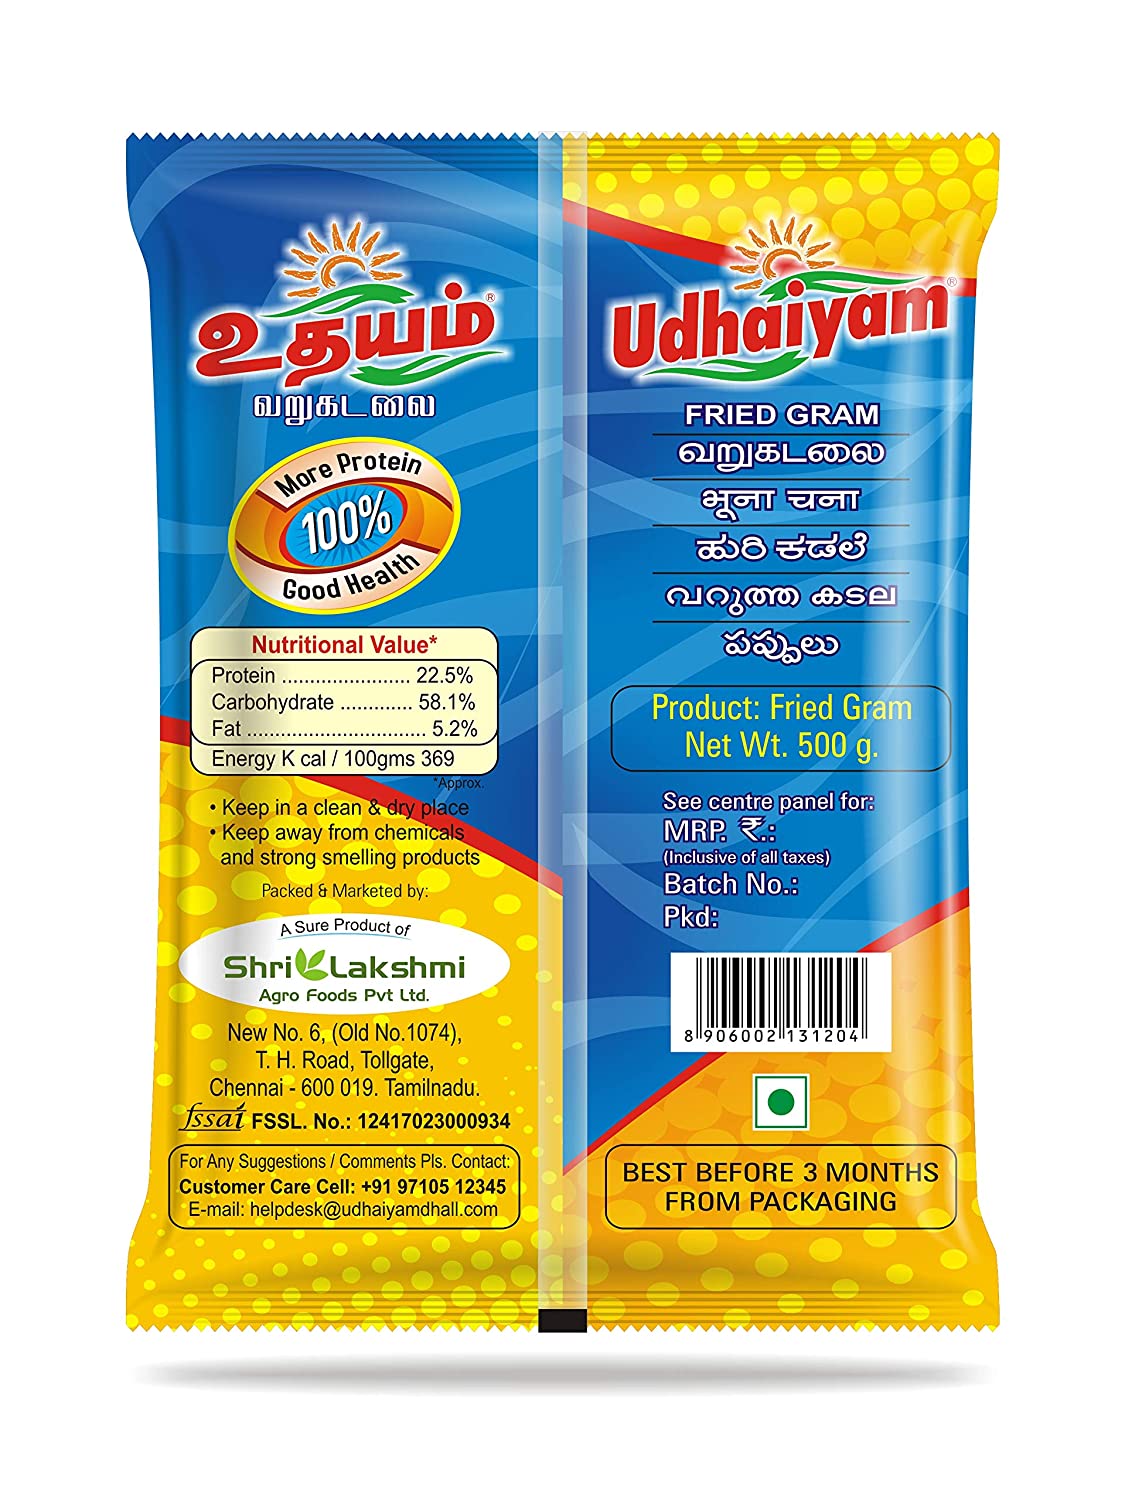 உதயம்®
வறுகடலை
More Protein
100%
Good Health
Nutritional Value*
Protein ....................... 22.5%
Carbohydrate ............. 58.1%
Fat ................................ 5.2%
Energy K cal / 100gms 369
*Approx.
• Keep in a clean & dry place
• Keep away from chemicals
and strong smelling products
Packed & Marketed by:
A Sure Product of
Shri Lakshmi
Agro Foods Pvt Ltd.
New No. 6, (Old No.1074),
T. H. Road, Tollgate,
Chennai - 600 019. Tamilnadu.
fssai FSSL. No.: 12417023000934
For Any Suggestions / Comments Pls. Contact:
Customer Care Cell: +91 97105 12345
E-mail: helpdesk@udhaiyamdhall.com
Udhaiyam®
FRIED GRAM
வறுகடலை
भूना चना
ಹುರಿ ಕಡಲೆ
വറുത്ത കടല
పప్పులు
Product: Fried Gram
Net Wt. 500 g.
See centre panel for:
MRP. ₹.:
(Inclusive of all taxes)
Batch No.:
Pkd:
8 906002 131204
BEST BEFORE 3 MONTHS
FROM PACKAGING